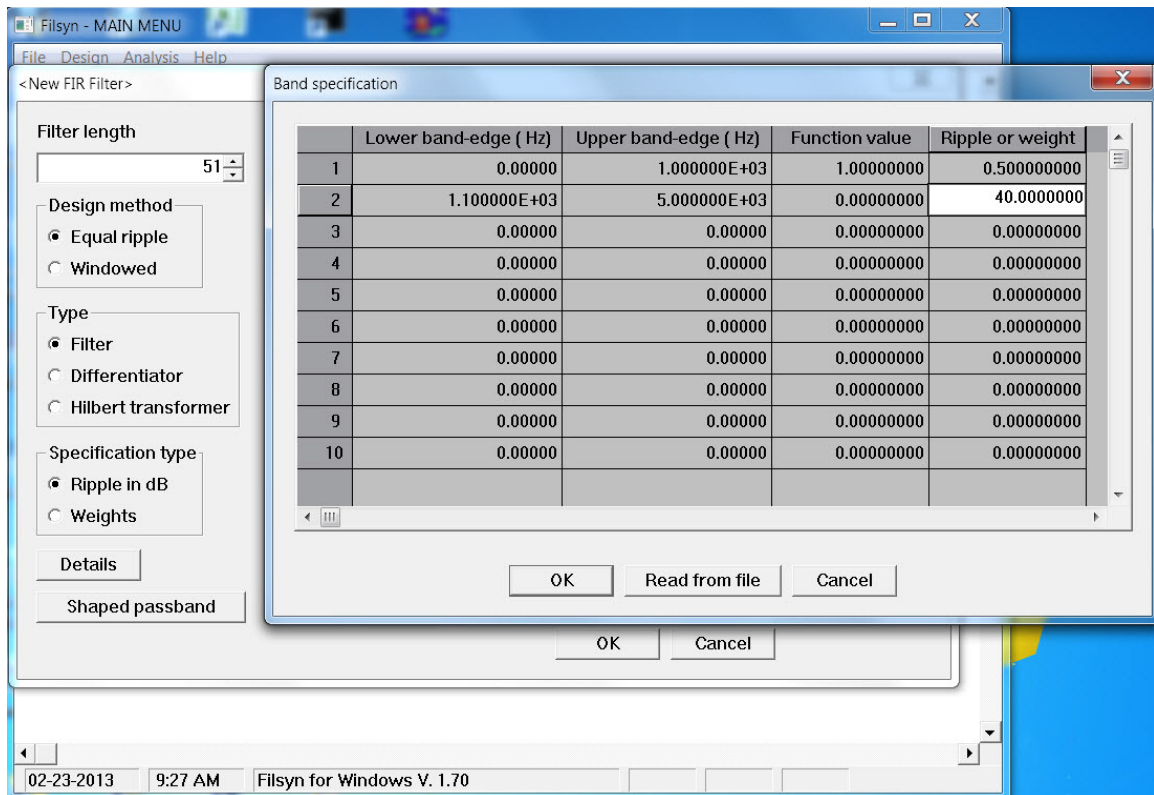 Filsyn - MAIN MENU
File Design Analysis Help
<New FIR Filter>
Filter length
51
Design method
Equal ripple
Windowed
Type
Filter
Differentiator
Hilbert transformer
Specification type
Ripple in dB
Weights
Details
Shaped passband
Band specification
Lower band-edge ( Hz) Upper band-edge ( Hz) Function value Ripple or weight
1 0.00000 1.000000E+03 1.00000000 0.500000000
2 1.100000E+03 5.000000E+03 0.00000000 40.0000000
3 0.00000 0.00000 0.00000000 0.00000000
4 0.00000 0.00000 0.00000000 0.00000000
5 0.00000 0.00000 0.00000000 0.00000000
6 0.00000 0.00000 0.00000000 0.00000000
7 0.00000 0.00000 0.00000000 0.00000000
8 0.00000 0.00000 0.00000000 0.00000000
9 0.00000 0.00000 0.00000000 0.00000000
10 0.00000 0.00000 0.00000000 0.00000000
OK Read from file Cancel
OK Cancel
02-23-2013 9:27 AM Filsyn for Windows V. 1.70